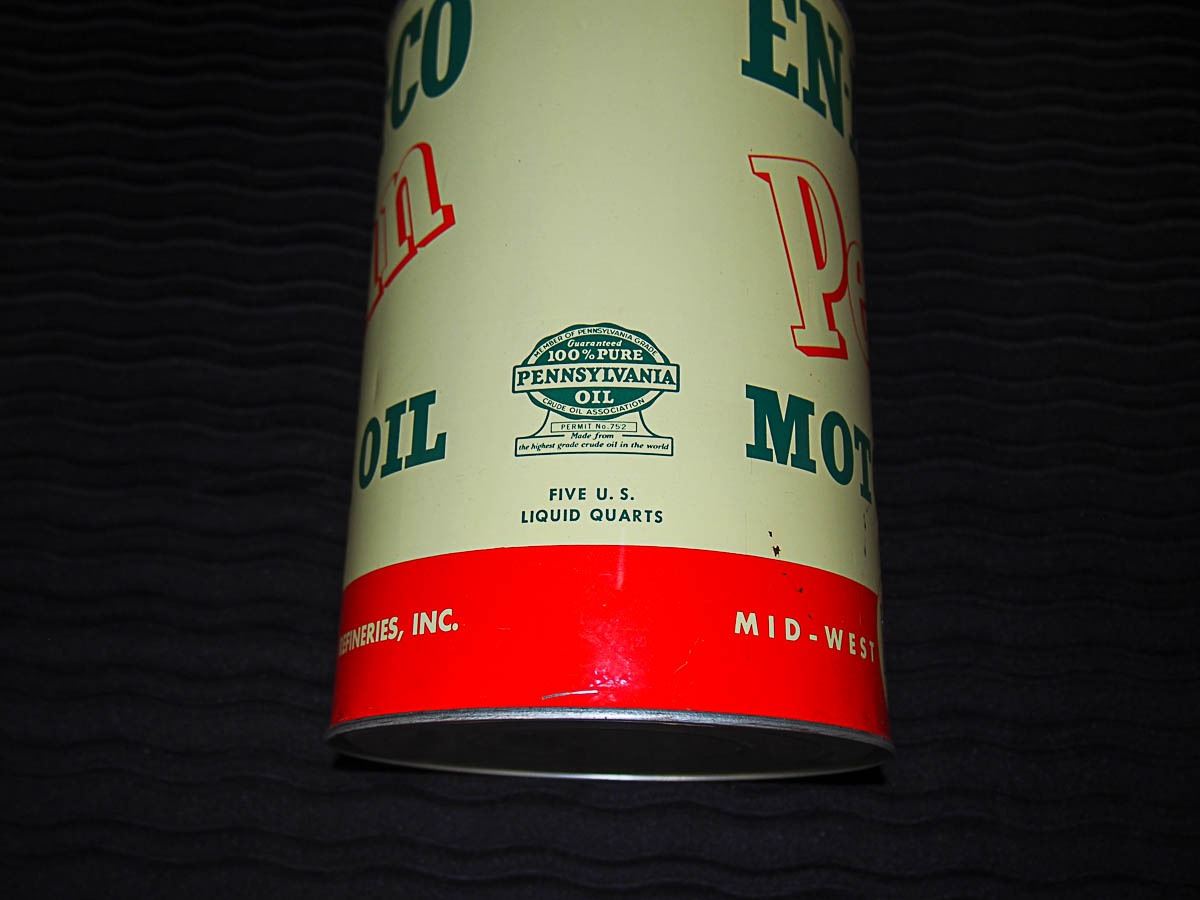 -CO
EN-
Pe
OIL
MEMBER OF PENNSYLVANIA GRADE
Guaranteed
100% PURE
PENNSYLVANIA
OIL
CRUDE OIL ASSOCIATION
PERMIT No. 752
Made from
the highest grade crude oil in the world
MOT
FIVE U. S.
LIQUID QUARTS
REFINERIES, INC.
MID-WEST